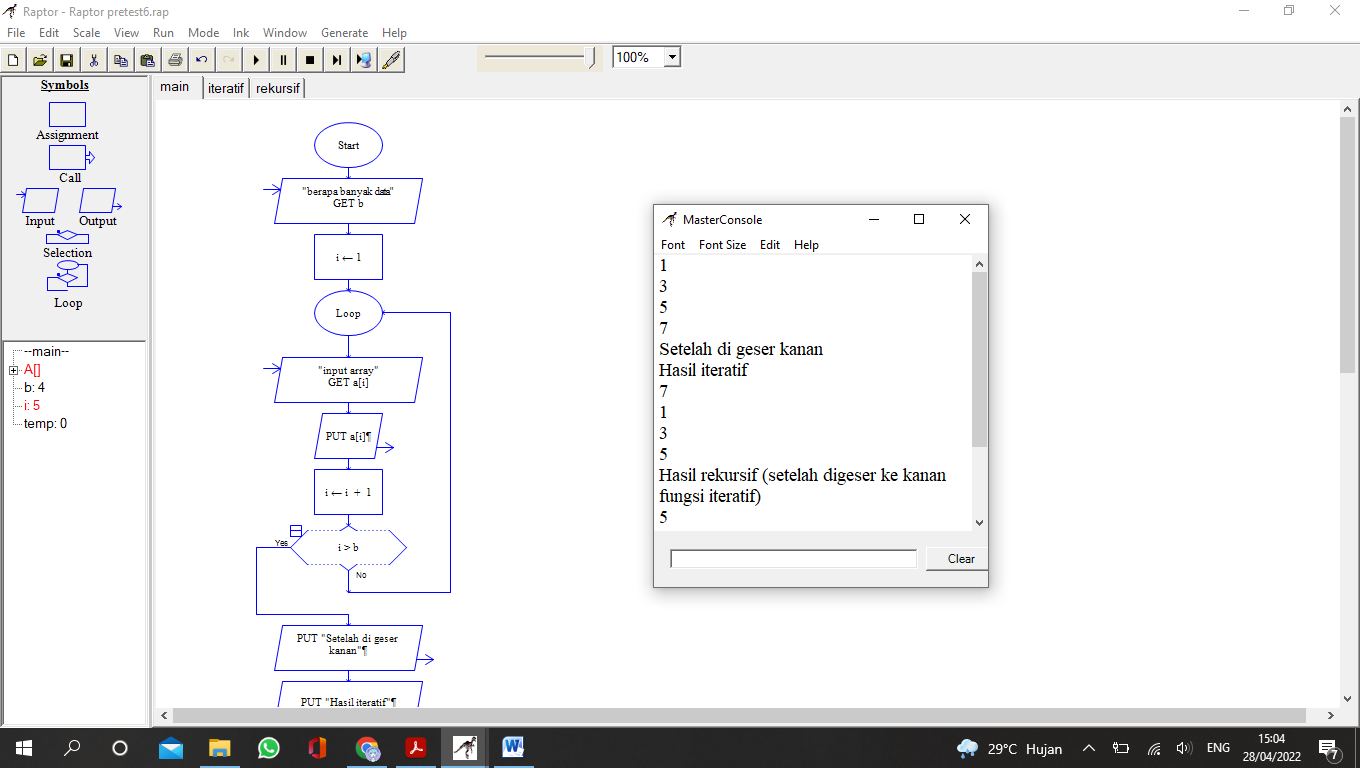 Raptor - Raptor pretest6.rap
File Edit Scale View Run Mode Ink Window Generate Help
100%
Symbols
Assignment
Call
Input Output
Selection
Loop
--main--
A[]
b: 4
i: 5
temp: 0
main iteratif rekursif
Start
"berapa banyak data"
GET b
i ← 1
Loop
"input array"
GET a[i]
PUT a[i]¶
i ← i + 1
Yes
i > b
No
PUT "Setelah di geser
kanan"¶
PUT "Hasil iteratif"¶
MasterConsole
Font Font Size Edit Help
1
3
5
7
Setelah di geser kanan
Hasil iteratif
7
1
3
5
Hasil rekursif (setelah digeser ke kanan
fungsi iteratif)
5
Clear
29°C Hujan
ENG
15:04
28/04/2022
7